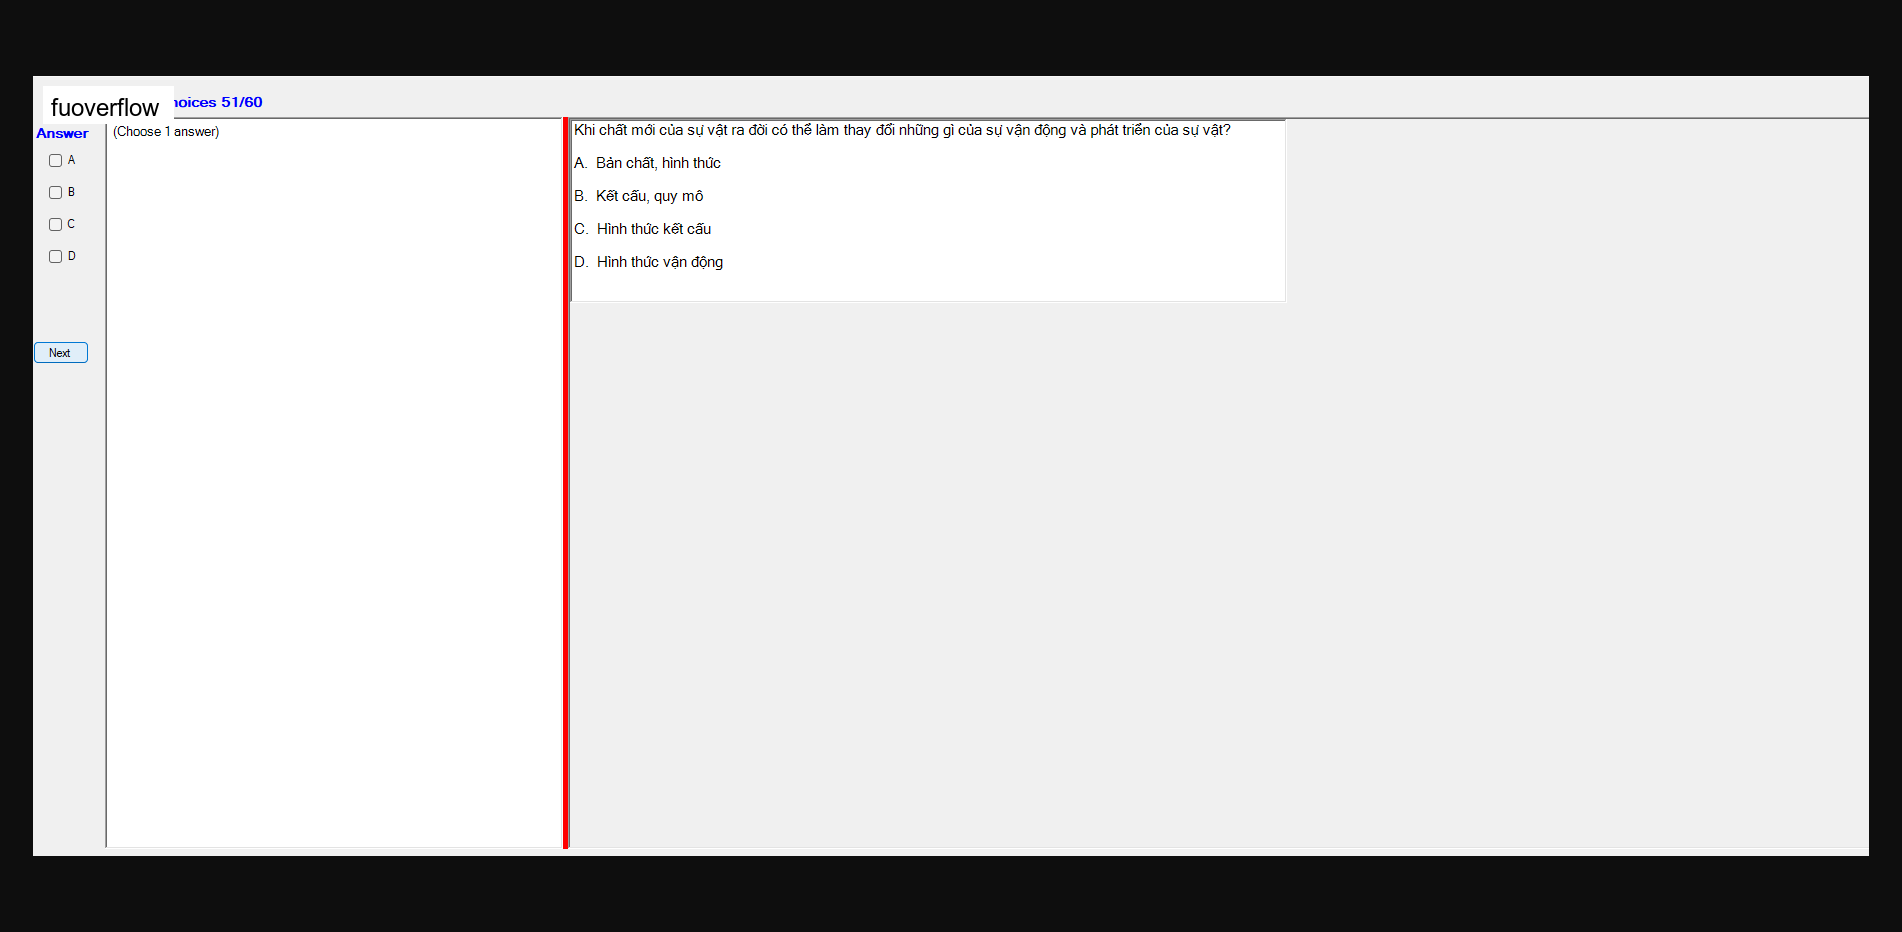 fuoverflow
hoices 51/60
Answer
(Choose 1 answer)
A
B
C
D
Next
Khi chất mới của sự vật ra đời có thể làm thay đổi những gì của sự vận động và phát triển của sự vật?
A. Bản chất, hình thức
B. Kết cấu, quy mô
C. Hình thức kết cấu
D. Hình thức vận động